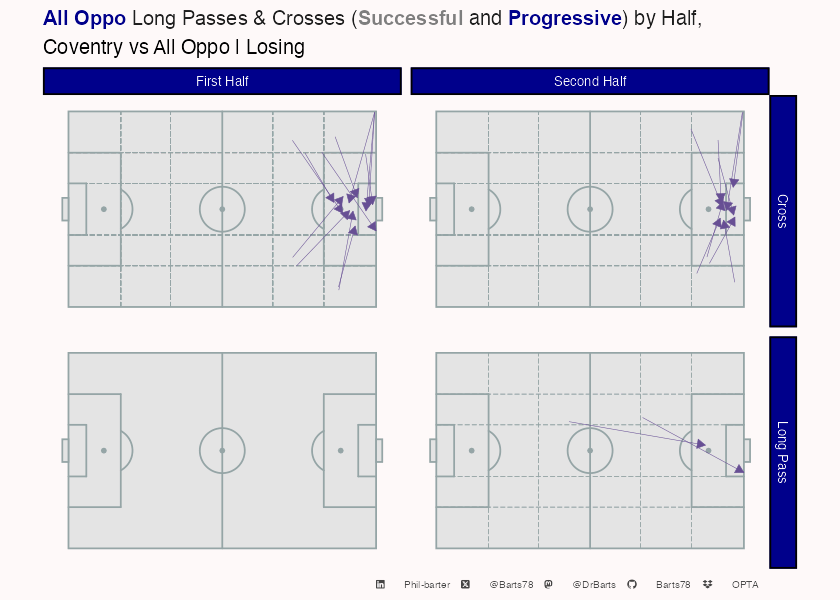 All Oppo Long Passes & Crosses (Successful and Progressive) by Half,
Coventry vs All Oppo | Losing
First Half
Second Half
Cross
Long Pass
Phil-barter @Barts78 @DrBarts Barts78 OPTA